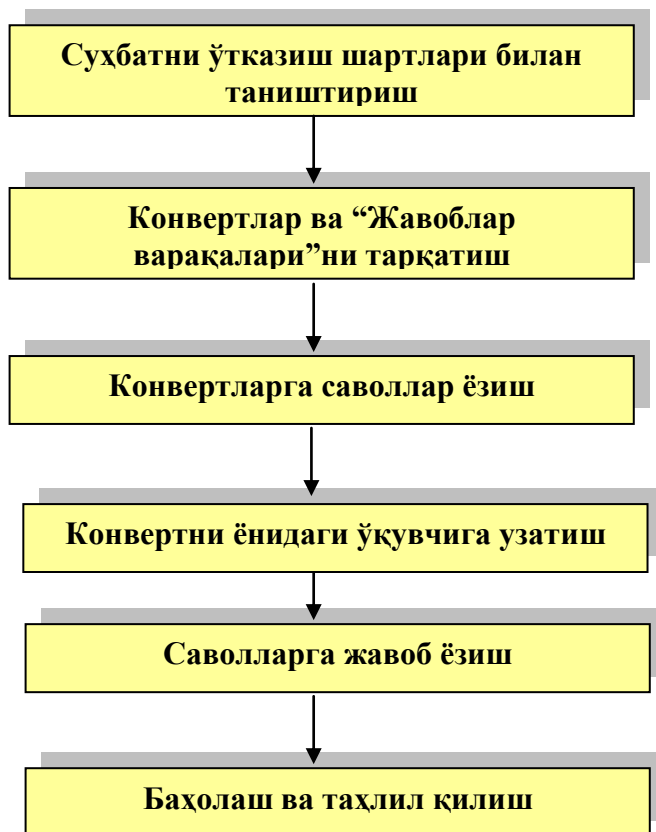 Суҳбатни ўтказиш шартлари билан
таништириш
Конвертлар ва “Жавоблар
варақалари”ни тарқатиш
Конвертларга саволлар ёзиш
Конвертни ёнидаги ўқувчига узатиш
Саволларга жавоб ёзиш
Баҳолаш ва таҳлил қилиш